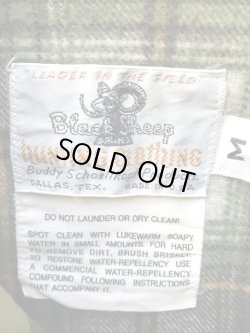 "LEADER IN THE FIELD"
Black Sheep
BRAND
hunting clothing
Buddy Schoellkopf
DALLAS, TEX. MADE
M
SOLD OUT
DO NOT LAUNDER OR DRY CLEAN!
SPOT CLEAN WITH LUKEWARM SOAPY
WATER IN SMALL AMOUNTS. FOR HARD
TO REMOVE DIRT, BRUSH BRISKLY.
TO RESTORE WATER-REPELLENCY USE
A COMMERCIAL WATER-REPELLENCY
COMPOUND FOLLOWING INSTRUCTIONS
THAT ACCOMPANY IT.